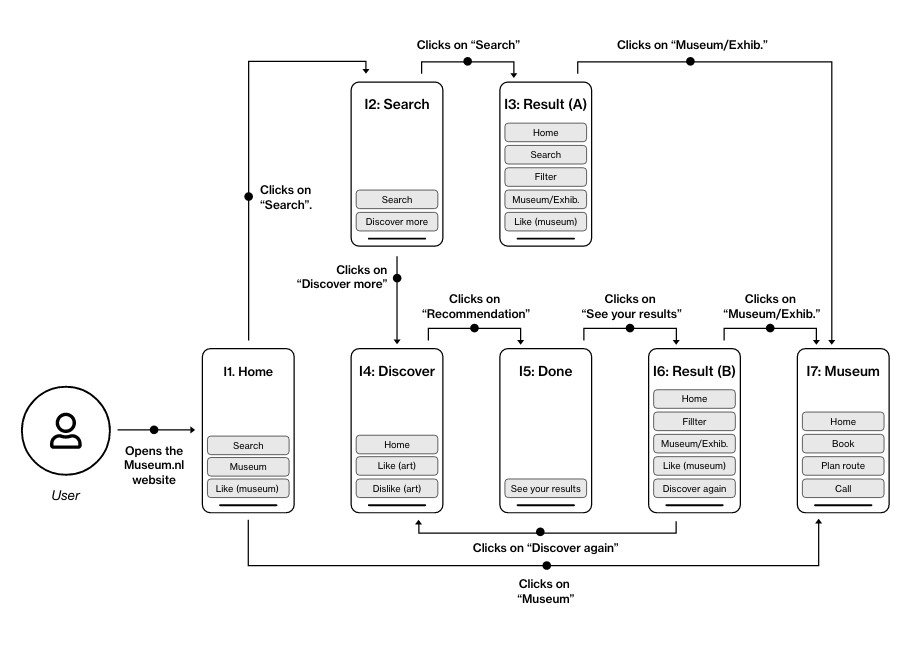 Clicks on “Search”
Clicks on “Museum/Exhib.”
I2: Search
Search
Discover more
I3: Result (A)
Home
Search
Filter
Museum/Exhib.
Like (museum)
Clicks on
“Search”.
Clicks on
“Discover more”
Clicks on
“Recommendation”
Clicks on
“See your results”
Clicks on
“Museum/Exhib.”
User
Opens the
Museum.nl
website
I1. Home
Search
Museum
Like (museum)
I4: Discover
Home
Like (art)
Dislike (art)
I5: Done
See your results
I6: Result (B)
Home
Fillter
Museum/Exhib.
Like (museum)
Discover again
I7: Museum
Home
Book
Plan route
Call
Clicks on “Discover again”
Clicks on
“Museum”